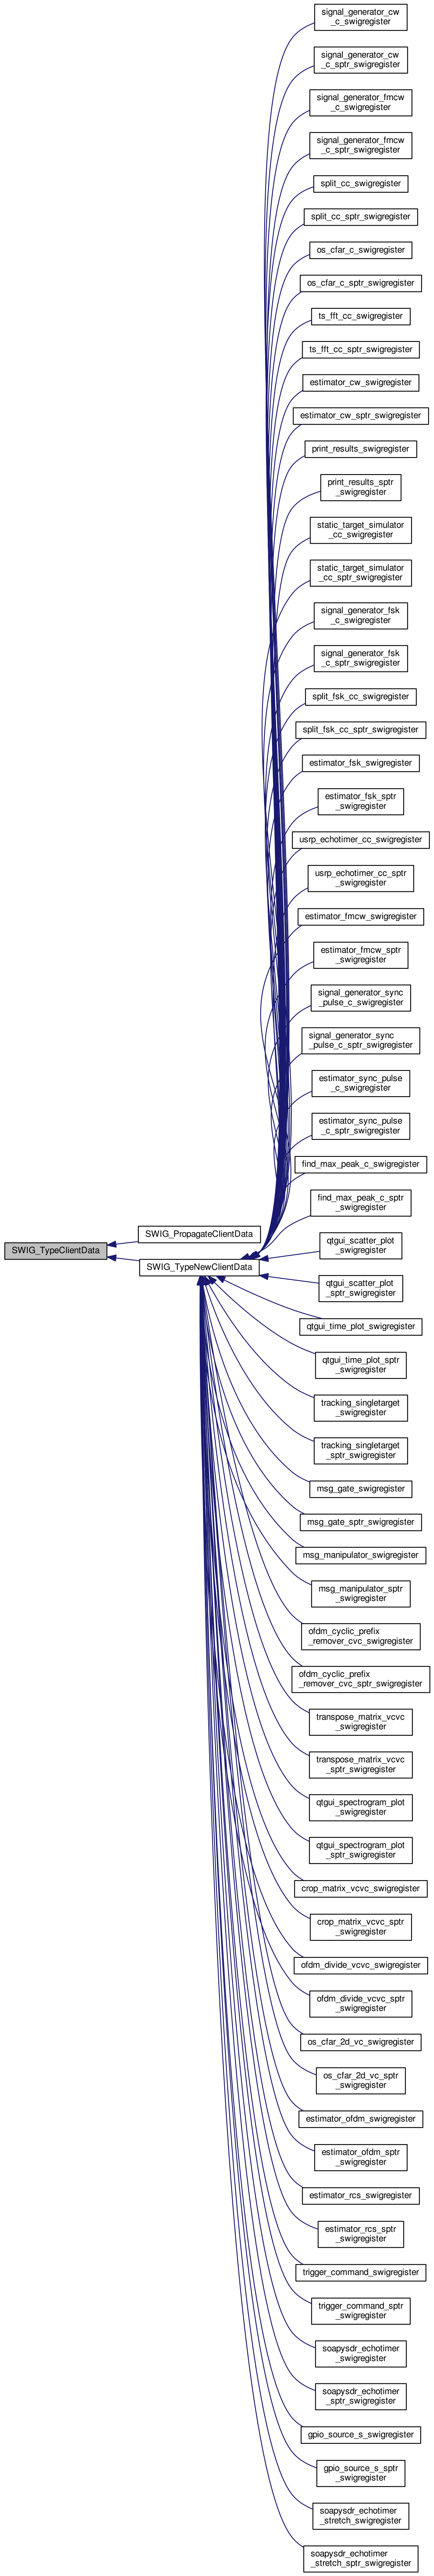 signal_generator_cw
_c_swigregister
signal_generator_cw
_c_sptr_swigregister
signal_generator_fmcw
_c_swigregister
signal_generator_fmcw
_c_sptr_swigregister
split_cc_swigregister
split_cc_sptr_swigregister
os_cfar_c_swigregister
os_cfar_c_sptr_swigregister
ts_fft_cc_swigregister
ts_fft_cc_sptr_swigregister
estimator_cw_swigregister
estimator_cw_sptr_swigregister
print_results_swigregister
print_results_sptr
_swigregister
static_target_simulator
_cc_swigregister
static_target_simulator
_cc_sptr_swigregister
signal_generator_fsk
_c_swigregister
signal_generator_fsk
_c_sptr_swigregister
split_fsk_cc_swigregister
split_fsk_cc_sptr_swigregister
estimator_fsk_swigregister
estimator_fsk_sptr
_swigregister
usrp_echotimer_cc_swigregister
usrp_echotimer_cc_sptr
_swigregister
estimator_fmcw_swigregister
estimator_fmcw_sptr
_swigregister
signal_generator_sync
_pulse_c_swigregister
signal_generator_sync
_pulse_c_sptr_swigregister
estimator_sync_pulse
_c_swigregister
estimator_sync_pulse
_c_sptr_swigregister
find_max_peak_c_swigregister
find_max_peak_c_sptr
_swigregister
SWIG_PropagateClientData
SWIG_TypeClientData
SWIG_TypeNewClientData
qtgui_scatter_plot
_swigregister
qtgui_scatter_plot
_sptr_swigregister
qtgui_time_plot_swigregister
qtgui_time_plot_sptr
_swigregister
tracking_singletarget
_swigregister
tracking_singletarget
_sptr_swigregister
msg_gate_swigregister
msg_gate_sptr_swigregister
msg_manipulator_swigregister
msg_manipulator_sptr
_swigregister
ofdm_cyclic_prefix
_remover_cvc_swigregister
ofdm_cyclic_prefix
_remover_cvc_sptr_swigregister
transpose_matrix_vcvc
_swigregister
transpose_matrix_vcvc
_sptr_swigregister
qtgui_spectrogram_plot
_swigregister
qtgui_spectrogram_plot
_sptr_swigregister
crop_matrix_vcvc_swigregister
crop_matrix_vcvc_sptr
_swigregister
ofdm_divide_vcvc_swigregister
ofdm_divide_vcvc_sptr
_swigregister
os_cfar_2d_vc_swigregister
os_cfar_2d_vc_sptr
_swigregister
estimator_ofdm_swigregister
estimator_ofdm_sptr
_swigregister
estimator_rcs_swigregister
estimator_rcs_sptr
_swigregister
trigger_command_swigregister
trigger_command_sptr
_swigregister
soapysdr_echotimer
_swigregister
soapysdr_echotimer
_sptr_swigregister
gpio_source_s_swigregister
gpio_source_s_sptr
_swigregister
soapysdr_echotimer
_stretch_swigregister
soapysdr_echotimer
_stretch_sptr_swigregister